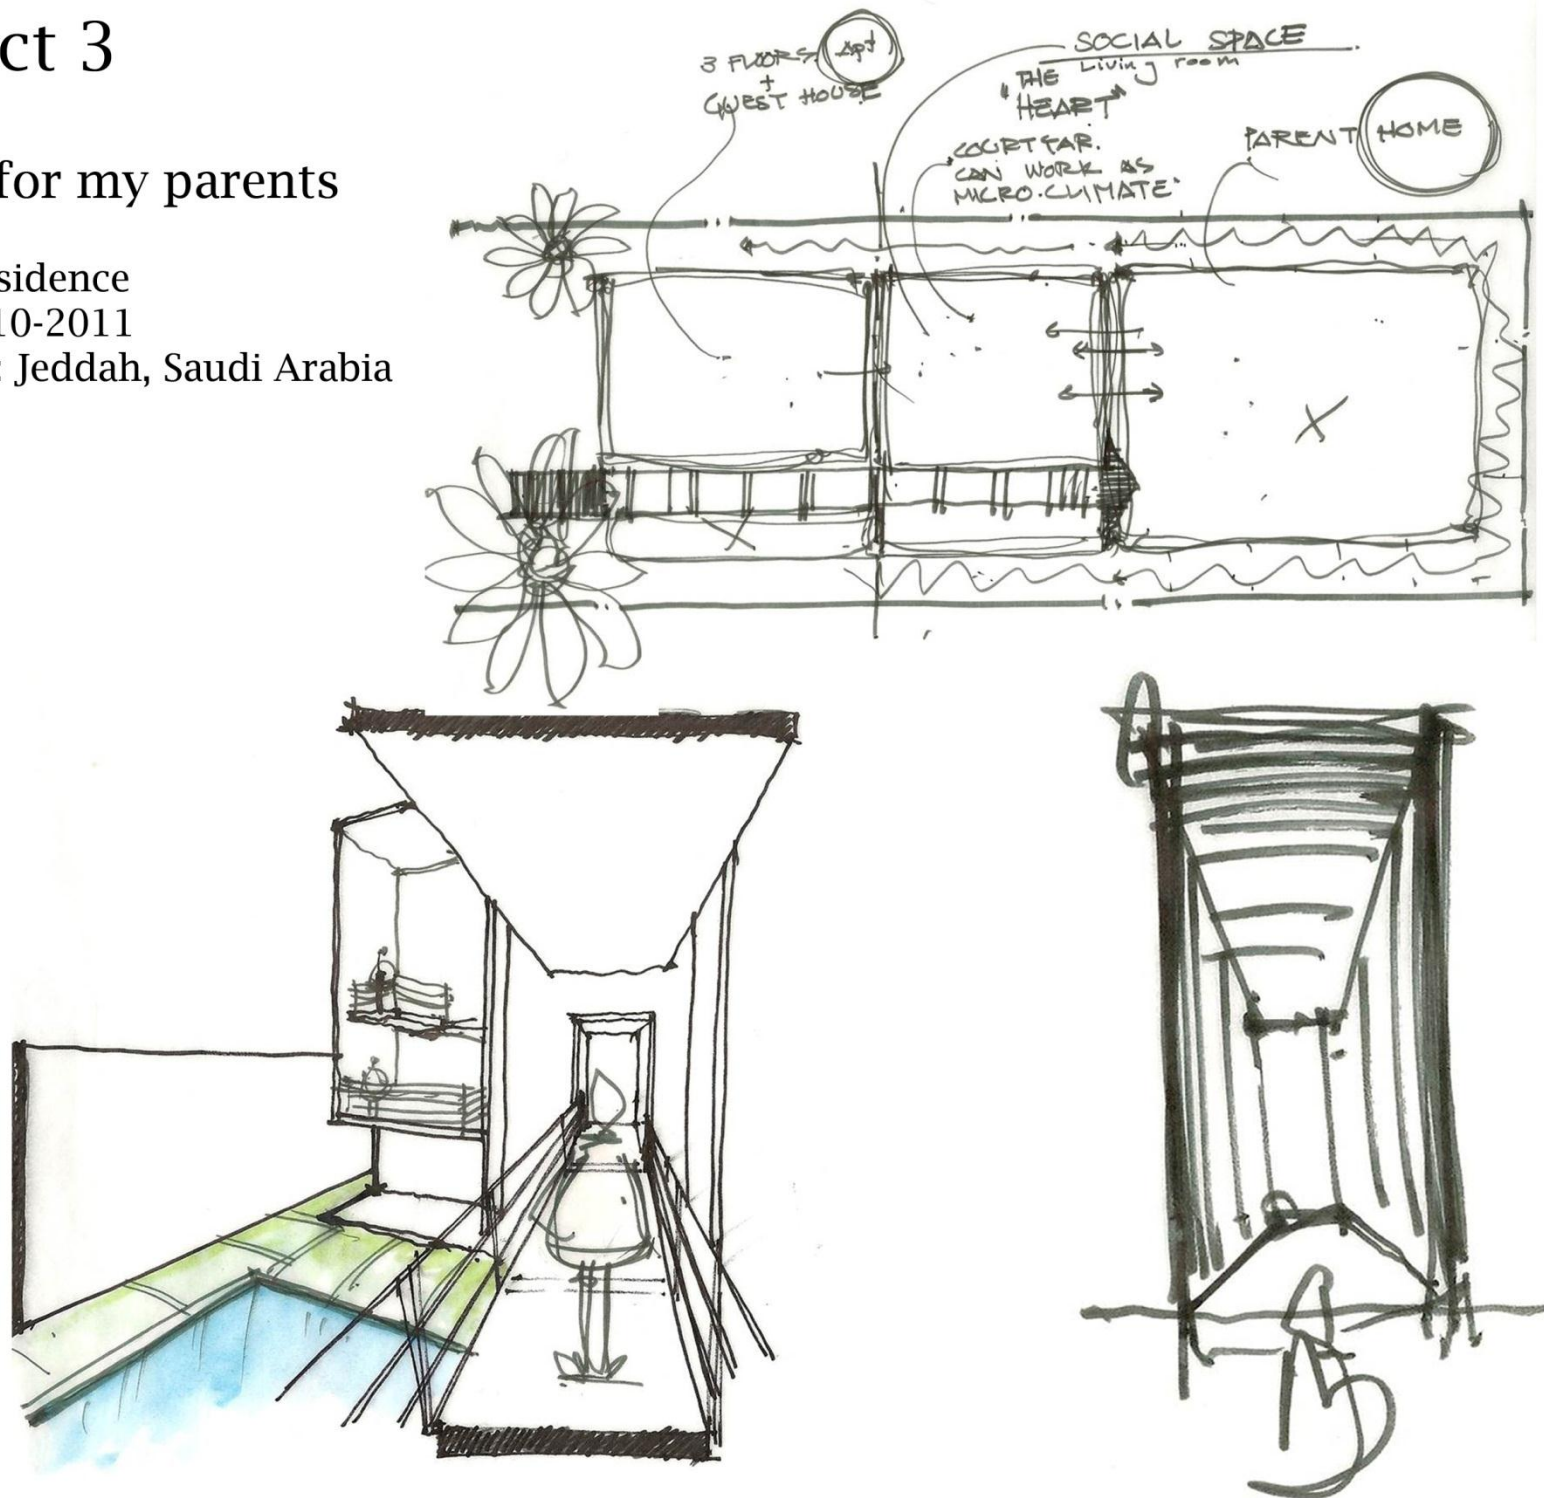 ct 3
for my parents
sidence
10-2011
: Jeddah, Saudi Arabia
3 FLOORS Apt
+
GUEST HOUSE
SOCIAL SPACE
Living room
"THE
HEART"
COURTYAR.
CAN WORK AS
MICRO-CLIMATE
PARENT HOME